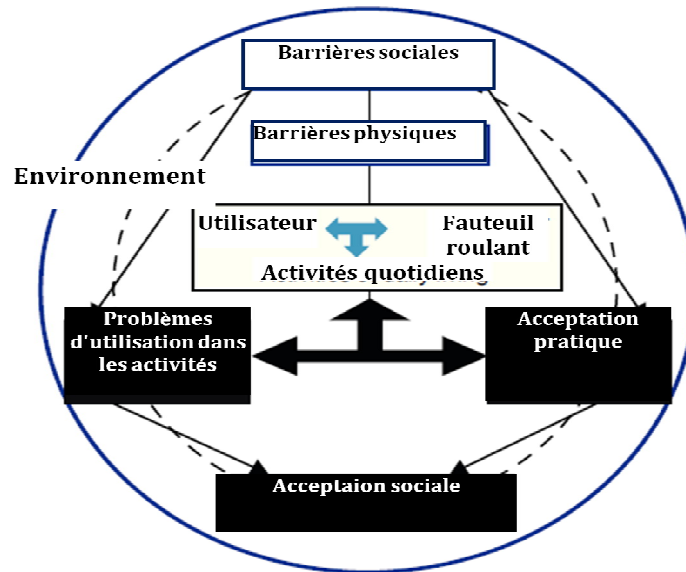 Barrières sociales
Barrières physiques
Environnement
Utilisateur
Fauteuil
roulant
Activités quotidiens
Problèmes
d'utilisation dans
les activités
Acceptation
pratique
Acceptaion sociale